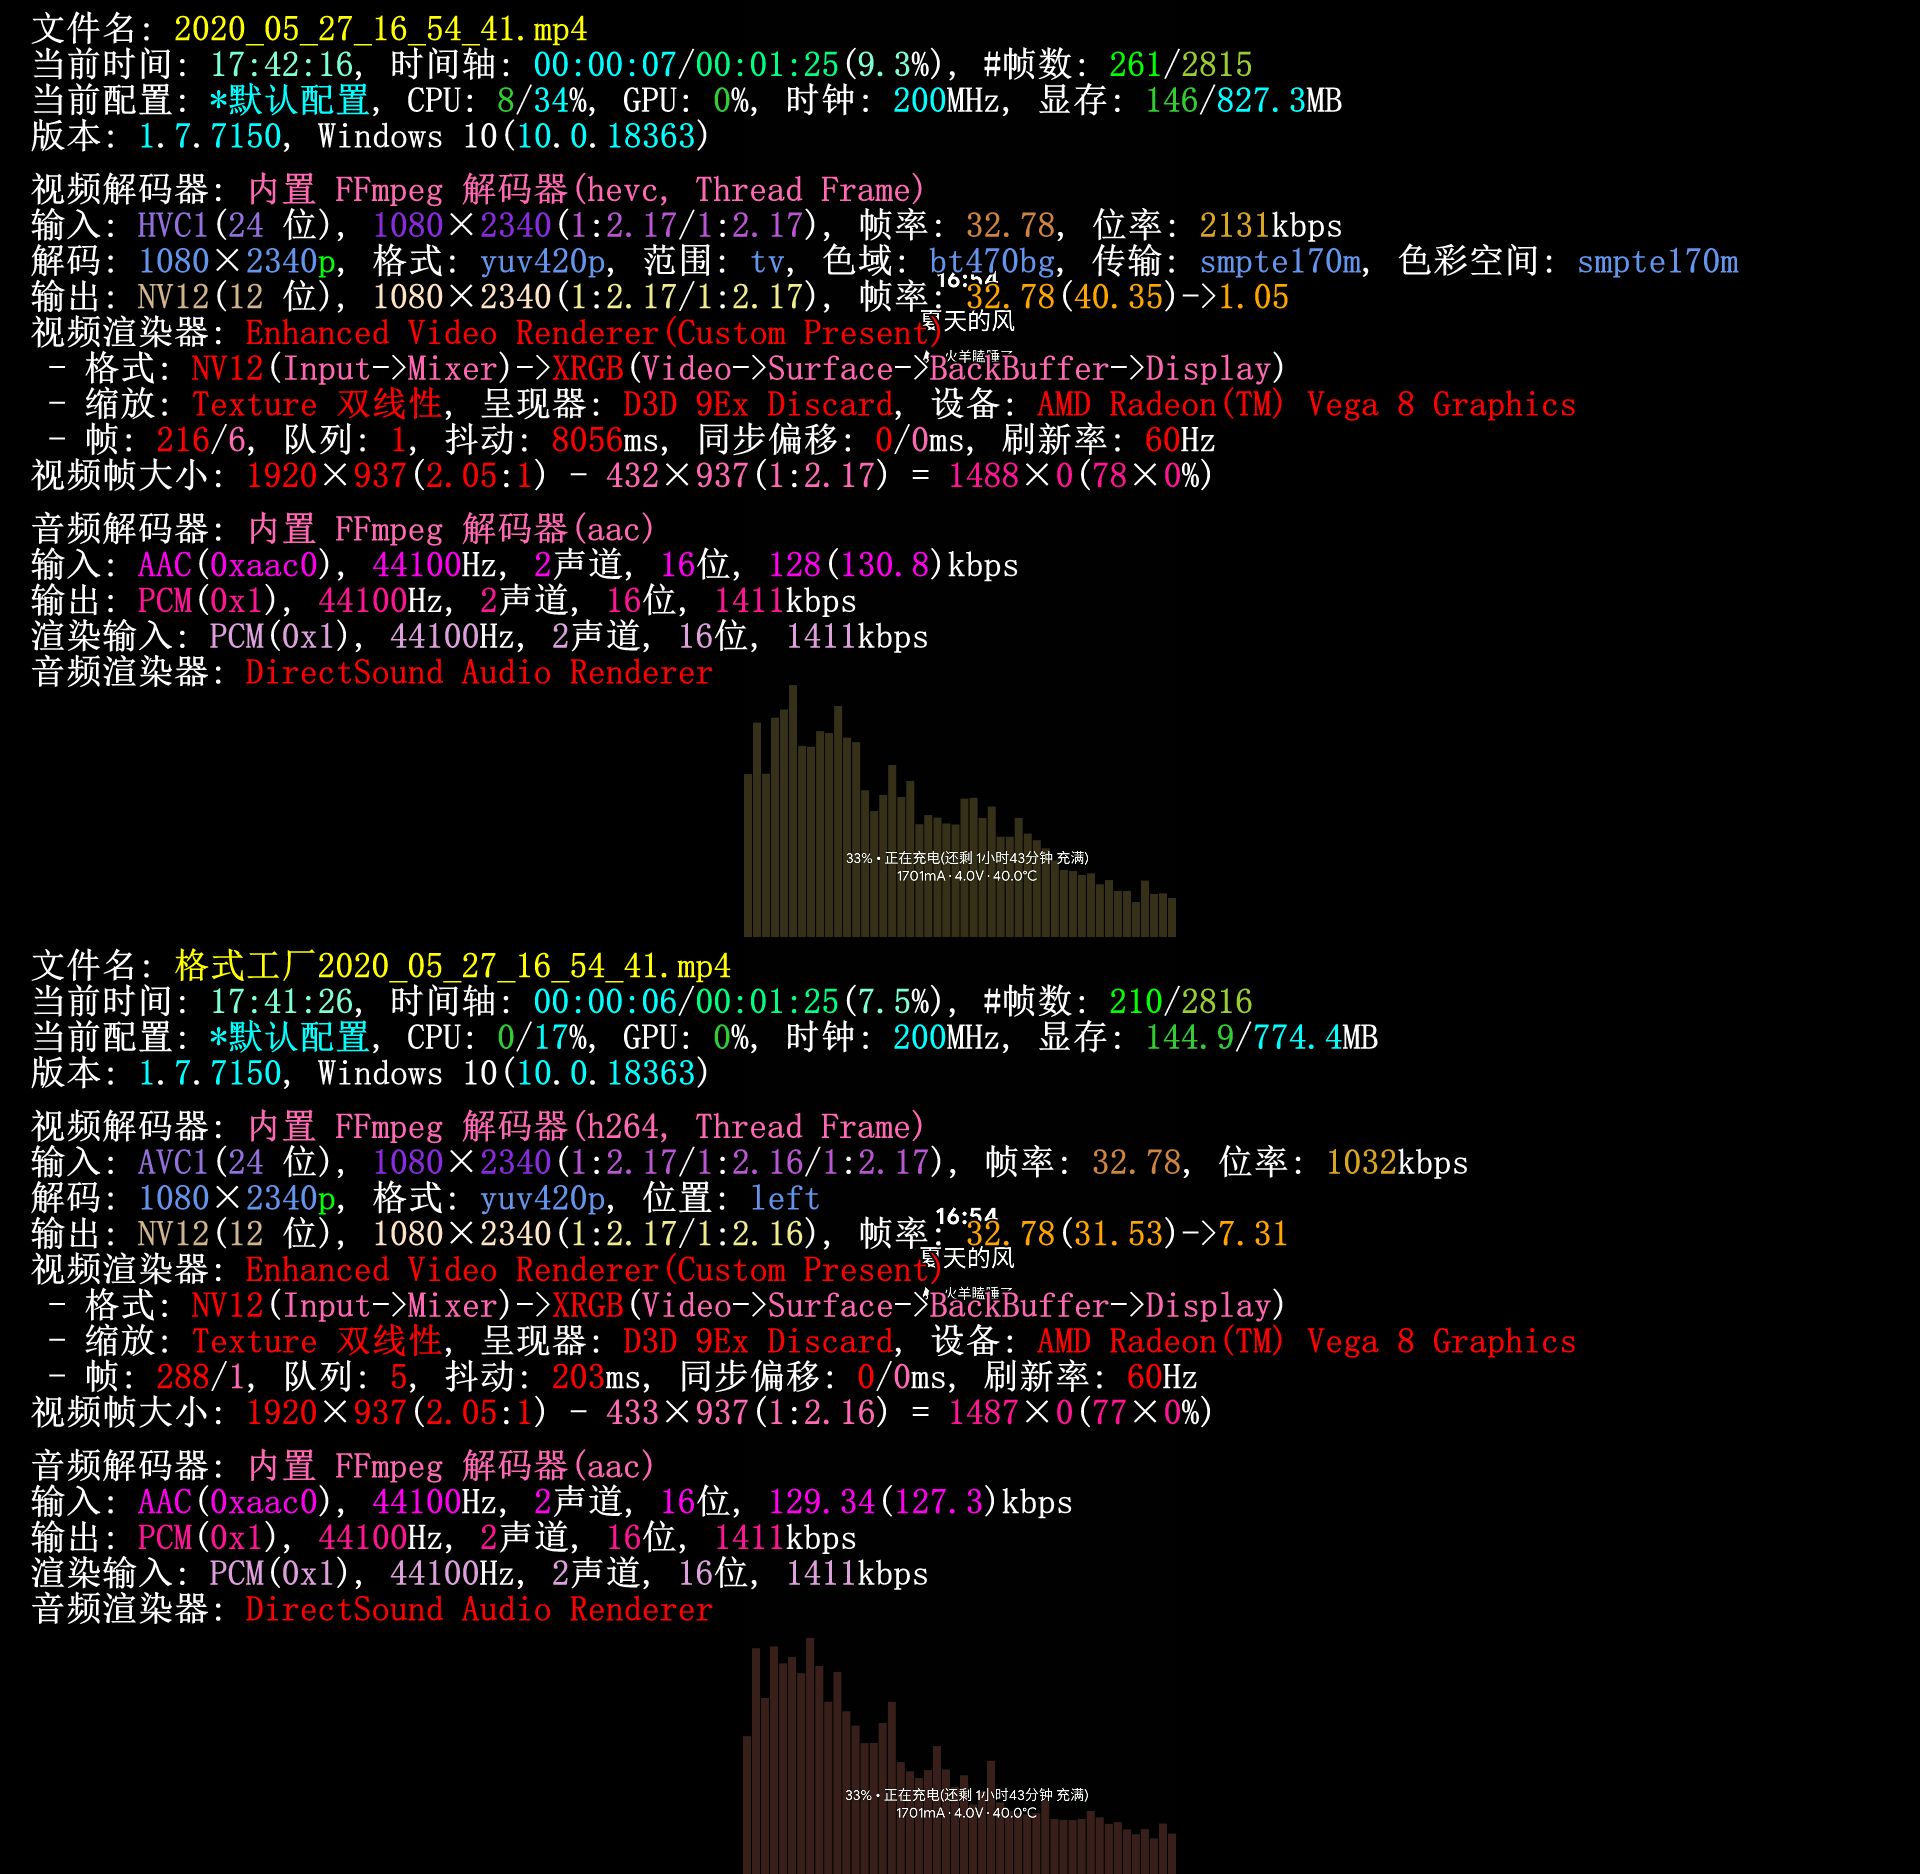 文件名: 2020_05_27_16_54_41.mp4
当前时间: 17:42:16, 时间轴: 00:00:07/00:01:25(9.3%), #帧数: 261/2815
当前配置: *默认配置, CPU: 8/34%, GPU: 0%, 时钟: 200MHz, 显存: 146/827.3MB
版本: 1.7.7150, Windows 10(10.0.18363)
视频解码器: 内置 FFmpeg 解码器(hevc, Thread Frame)
输入: HVC1(24 位), 1080×2340(1:2.17/1:2.17), 帧率: 32.78, 位率: 2131kbps
解码: 1080×2340p, 格式: yuv420p, 范围: tv, 色域: bt470bg, 传输: smpte170m, 色彩空间: smpte170m
16:54
输出: NV12(12 位), 1080×2340(1:2.17/1:2.17), 帧率: 32.78(40.35)->1.05
夏天的风
视频渲染器: Enhanced Video Renderer(Custom Present)
火羊瞌睡了
- 格式: NV12(Input->Mixer)->XRGB(Video->Surface->BackBuffer->Display)
- 缩放: Texture 双线性, 呈现器: D3D 9Ex Discard, 设备: AMD Radeon(TM) Vega 8 Graphics
- 帧: 216/6, 队列: 1, 抖动: 8056ms, 同步偏移: 0/0ms, 刷新率: 60Hz
视频帧大小: 1920×937(2.05:1) - 432×937(1:2.17) = 1488×0(78×0%)
音频解码器: 内置 FFmpeg 解码器(aac)
输入: AAC(0xaac0), 44100Hz, 2声道, 16位, 128(130.8)kbps
输出: PCM(0x1), 44100Hz, 2声道, 16位, 1411kbps
渲染输入: PCM(0x1), 44100Hz, 2声道, 16位, 1411kbps
音频渲染器: DirectSound Audio Renderer
33% • 正在充电(还剩 1小时43分钟 充满)
1701mA · 4.0V · 40.0℃
文件名: 格式工厂2020_05_27_16_54_41.mp4
当前时间: 17:41:26, 时间轴: 00:00:06/00:01:25(7.5%), #帧数: 210/2816
当前配置: *默认配置, CPU: 0/17%, GPU: 0%, 时钟: 200MHz, 显存: 144.9/774.4MB
版本: 1.7.7150, Windows 10(10.0.18363)
视频解码器: 内置 FFmpeg 解码器(h264, Thread Frame)
输入: AVC1(24 位), 1080×2340(1:2.17/1:2.16/1:2.17), 帧率: 32.78, 位率: 1032kbps
解码: 1080×2340p, 格式: yuv420p, 位置: left
16:54
输出: NV12(12 位), 1080×2340(1:2.17/1:2.16), 帧率: 32.78(31.53)->7.31
夏天的风
视频渲染器: Enhanced Video Renderer(Custom Present)
火羊瞌睡了
- 格式: NV12(Input->Mixer)->XRGB(Video->Surface->BackBuffer->Display)
- 缩放: Texture 双线性, 呈现器: D3D 9Ex Discard, 设备: AMD Radeon(TM) Vega 8 Graphics
- 帧: 288/1, 队列: 5, 抖动: 203ms, 同步偏移: 0/0ms, 刷新率: 60Hz
视频帧大小: 1920×937(2.05:1) - 433×937(1:2.16) = 1487×0(77×0%)
音频解码器: 内置 FFmpeg 解码器(aac)
输入: AAC(0xaac0), 44100Hz, 2声道, 16位, 129.34(127.3)kbps
输出: PCM(0x1), 44100Hz, 2声道, 16位, 1411kbps
渲染输入: PCM(0x1), 44100Hz, 2声道, 16位, 1411kbps
音频渲染器: DirectSound Audio Renderer
33% • 正在充电(还剩 1小时43分钟 充满)
1701mA · 4.0V · 40.0℃